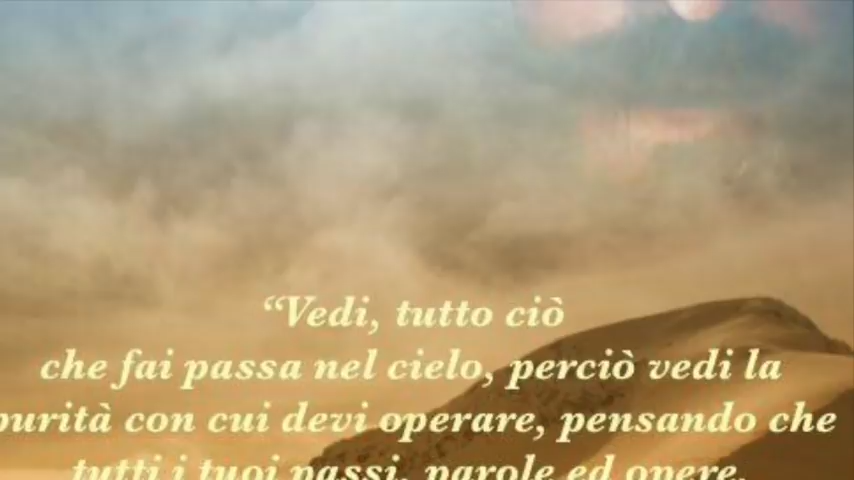 “Vedi, tutto ciò
che fai passa nel cielo, perciò vedi la
purità con cui devi operare, pensando che
tutti i tuoi passi, parole ed opere,